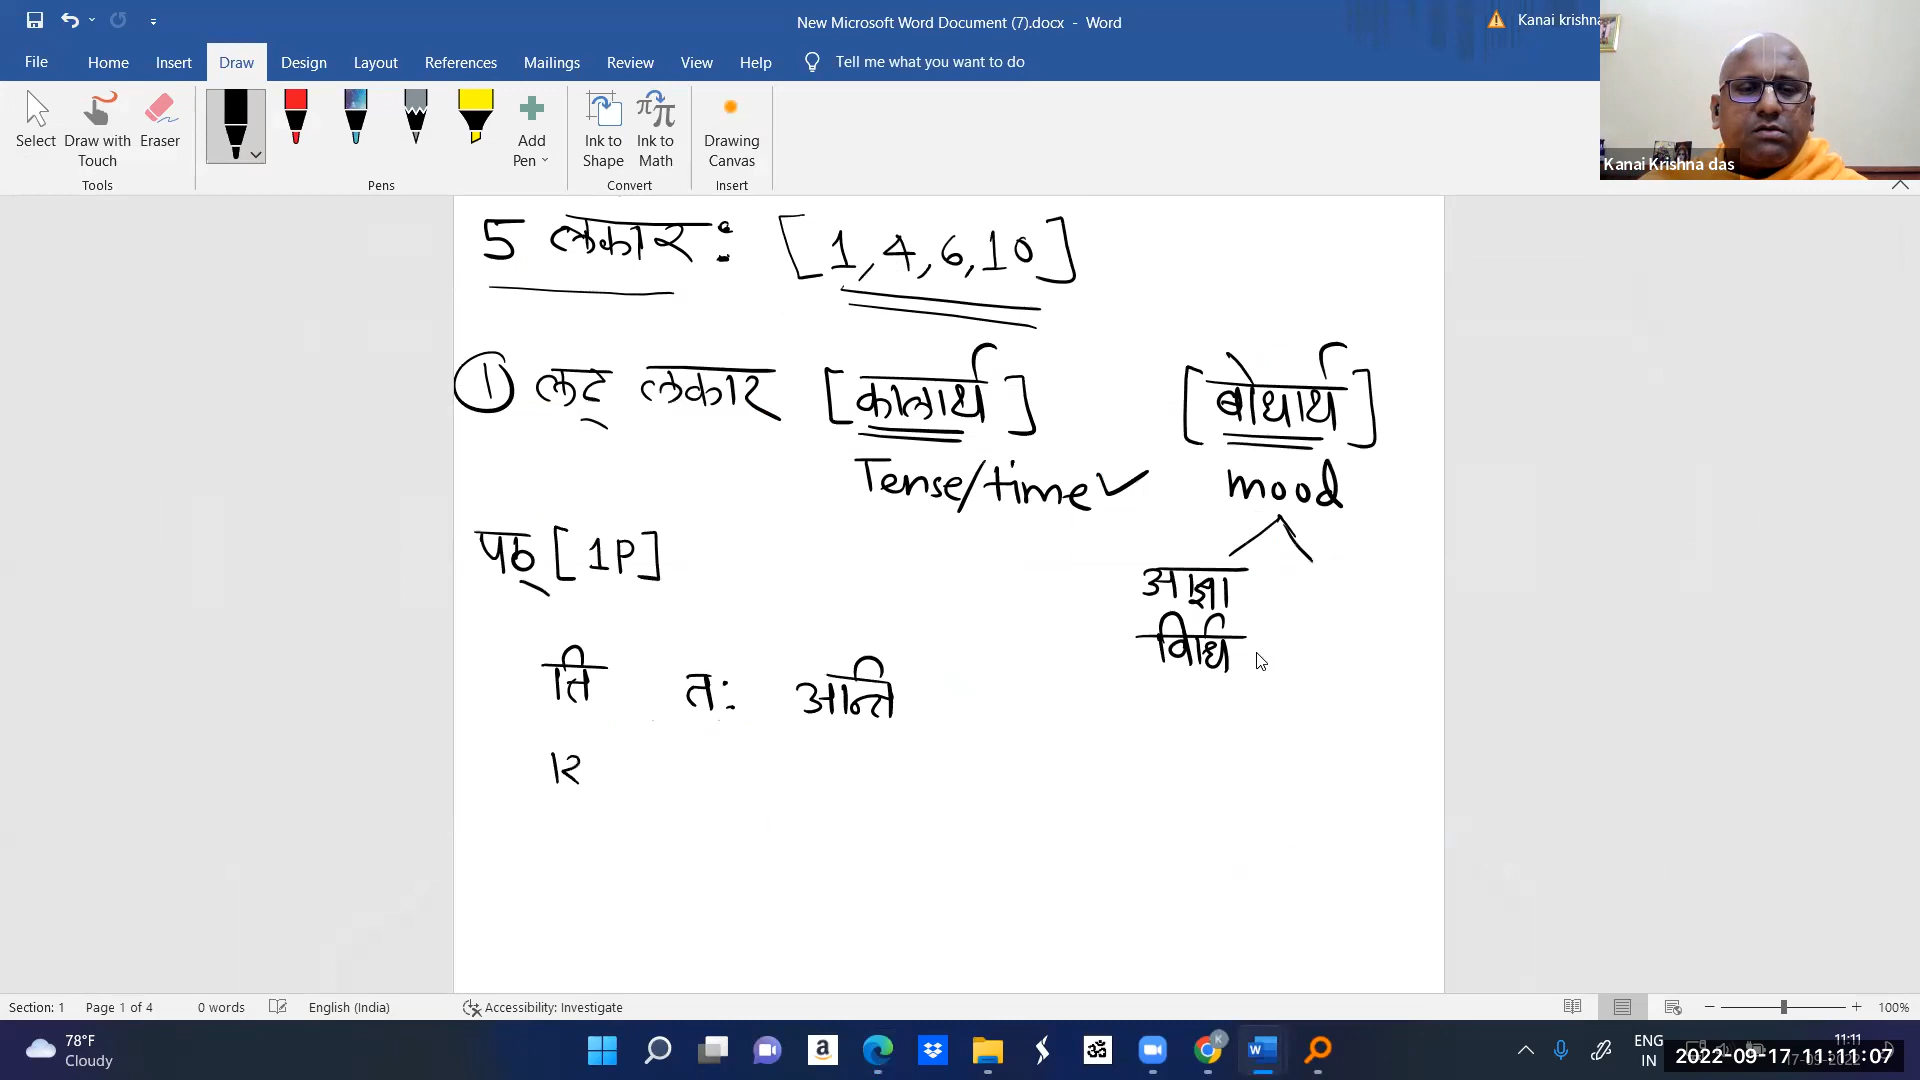 New Microsoft Word Document (7).docx - Word
Kanai krishna
File Home Insert Draw Design Layout References Mailings Review View Help Tell me what you want to do
Select
Draw with Touch
Eraser
Add Pen
Ink to Shape
Ink to Math
Drawing Canvas
Tools Pens Convert Insert
Kanai Krishna das
5 लकार: [1,4,6,10]
① लट् लकार [कालार्थ] [बोधार्थ]
Tense/time✓ mood
पठ् [1P]
आज्ञा
विधि
ति तः अन्ति
Section: 1 Page 1 of 4 0 words English (India) Accessibility: Investigate 100%
78°F
Cloudy
ENG
IN
11:11
2022-09-17 11:11:07